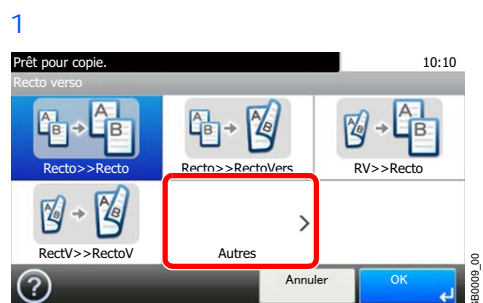 1
Prêt pour copie. 10:10
Recto verso
A B A B
A B A B
A B A B
Recto>>Recto Recto>>RectoVers RV>>Recto
A B A B
RectV>>RectoV Autres
? Annuler OK
GB0009_00